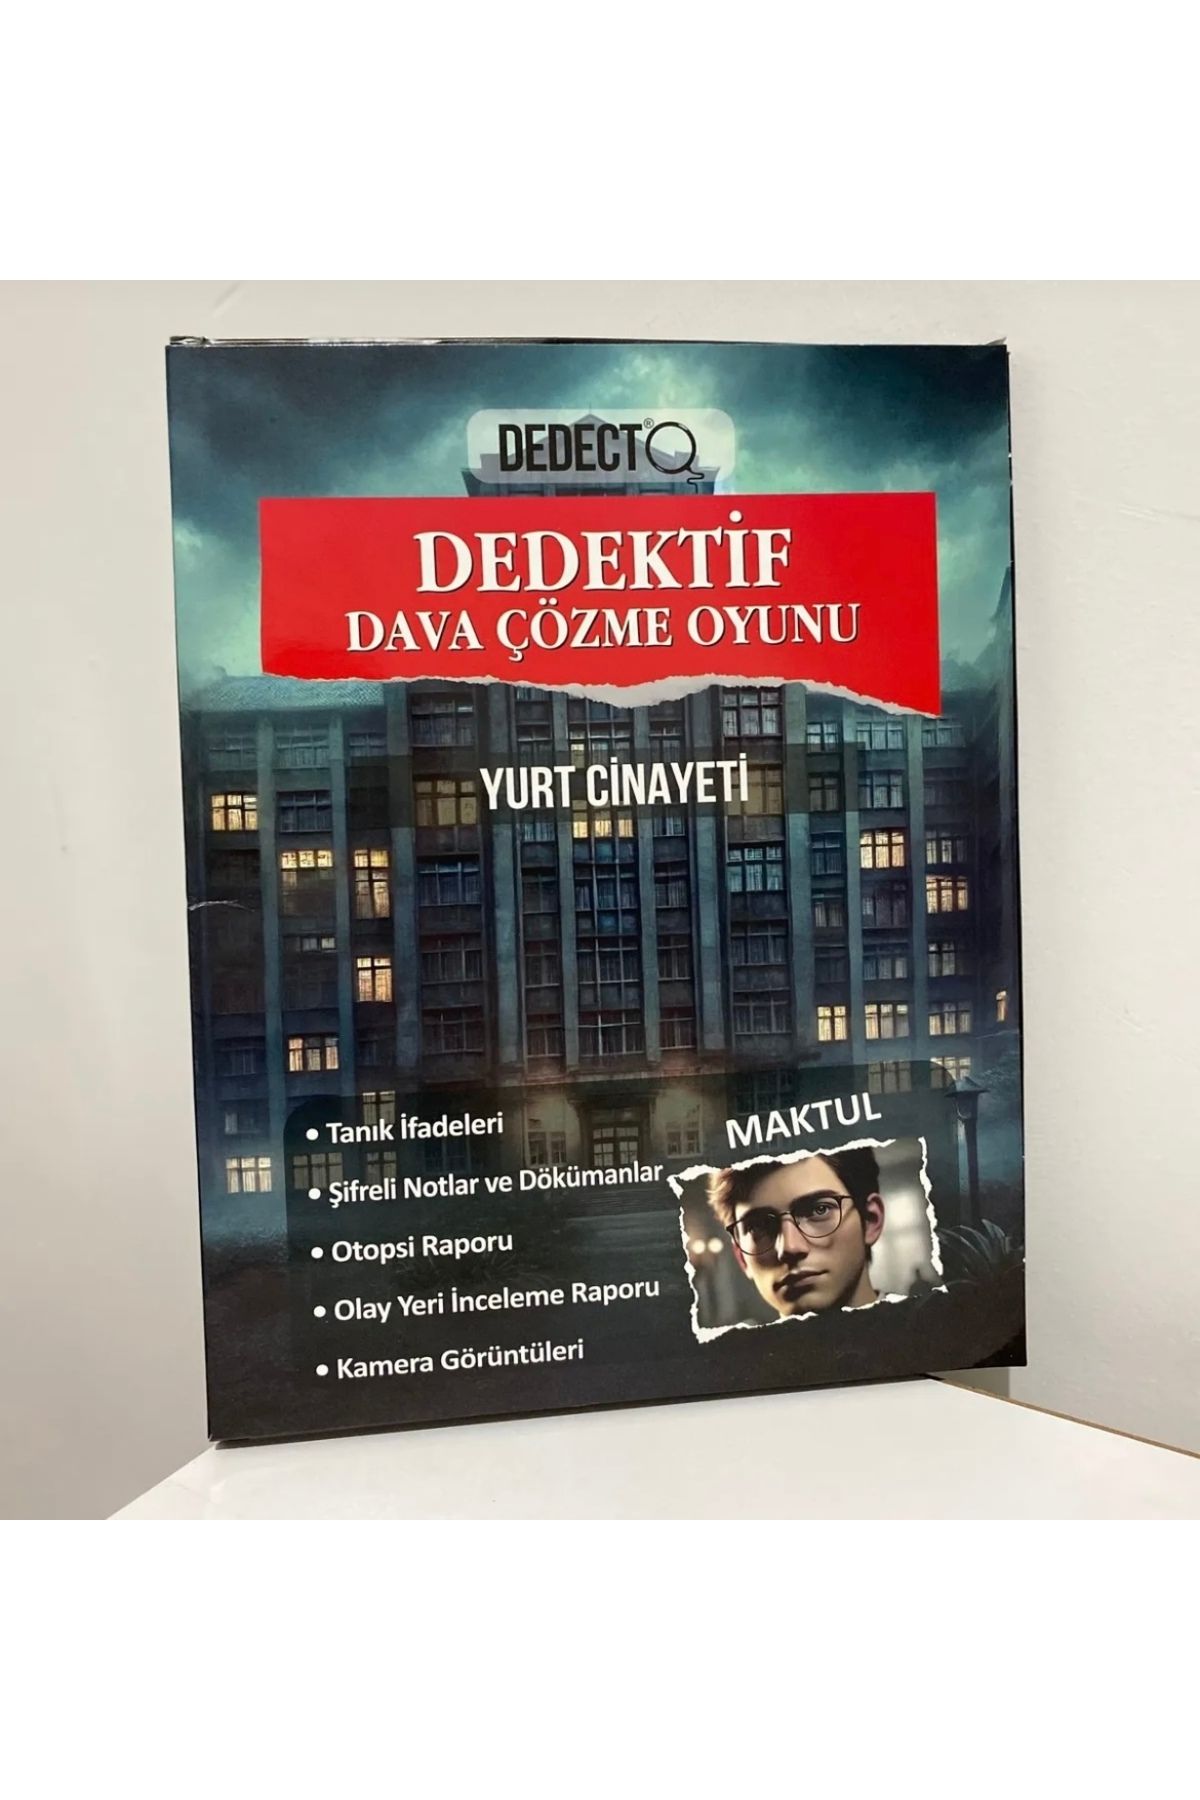 DEDECTO®
DEDEKTİF
DAVA ÇÖZME OYUNU
YURT CİNAYETİ
• Tanık İfadeleri
• Şifreli Notlar ve Dökümanlar
• Otopsi Raporu
• Olay Yeri İnceleme Raporu
• Kamera Görüntüleri
MAKTUL